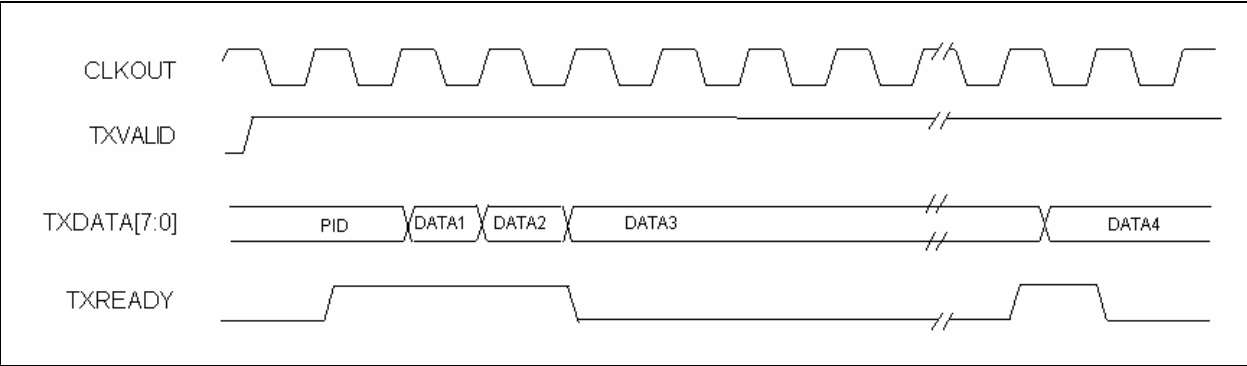 CLKOUT
TXVALID
TXDATA[7:0] PID DATA1 DATA2 DATA3 DATA4
TXREADY